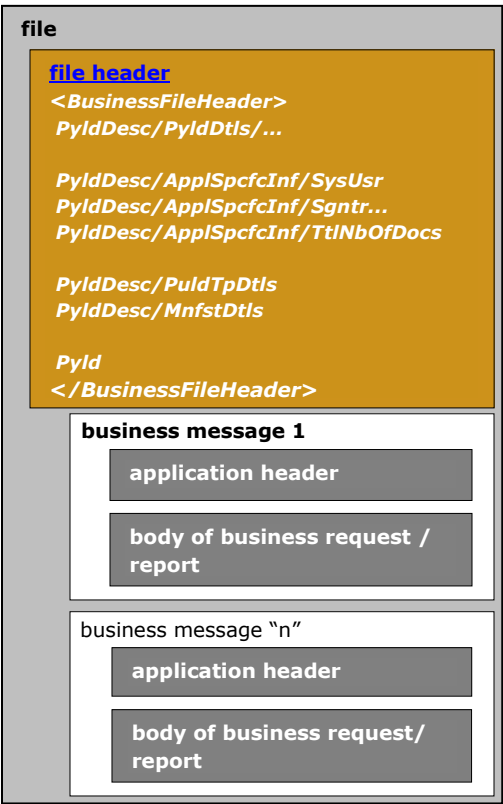 file
file header
<BusinessFileHeader>
PyldDesc/PyldDtls/...
PyldDesc/ApplSpcfcInf/SysUsr
PyldDesc/ApplSpcfcInf/Sgntr...
PyldDesc/ApplSpcfcInf/TtlNbOfDocs
PyldDesc/PuldTpDtls
PyldDesc/MnfstDtls
Pyld
</BusinessFileHeader>
business message 1
application header
body of business request /
report
business message “n”
application header
body of business request/
report